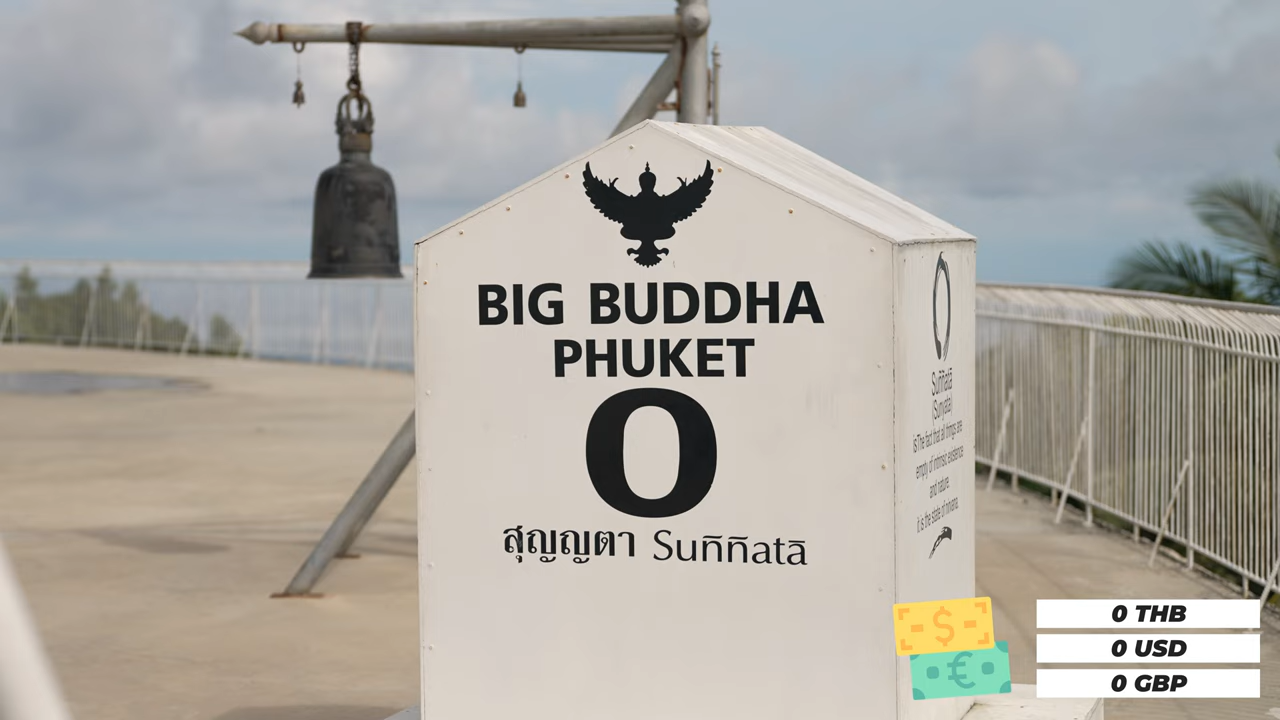 BIG BUDDHA
PHUKET
0
สุญญตา Suññatā
Suññatā
(Sunyata)
is The fact that all things are
empty of intrinsic existence
and nature.
it is the state of nirvana.
0 THB
0 USD
0 GBP